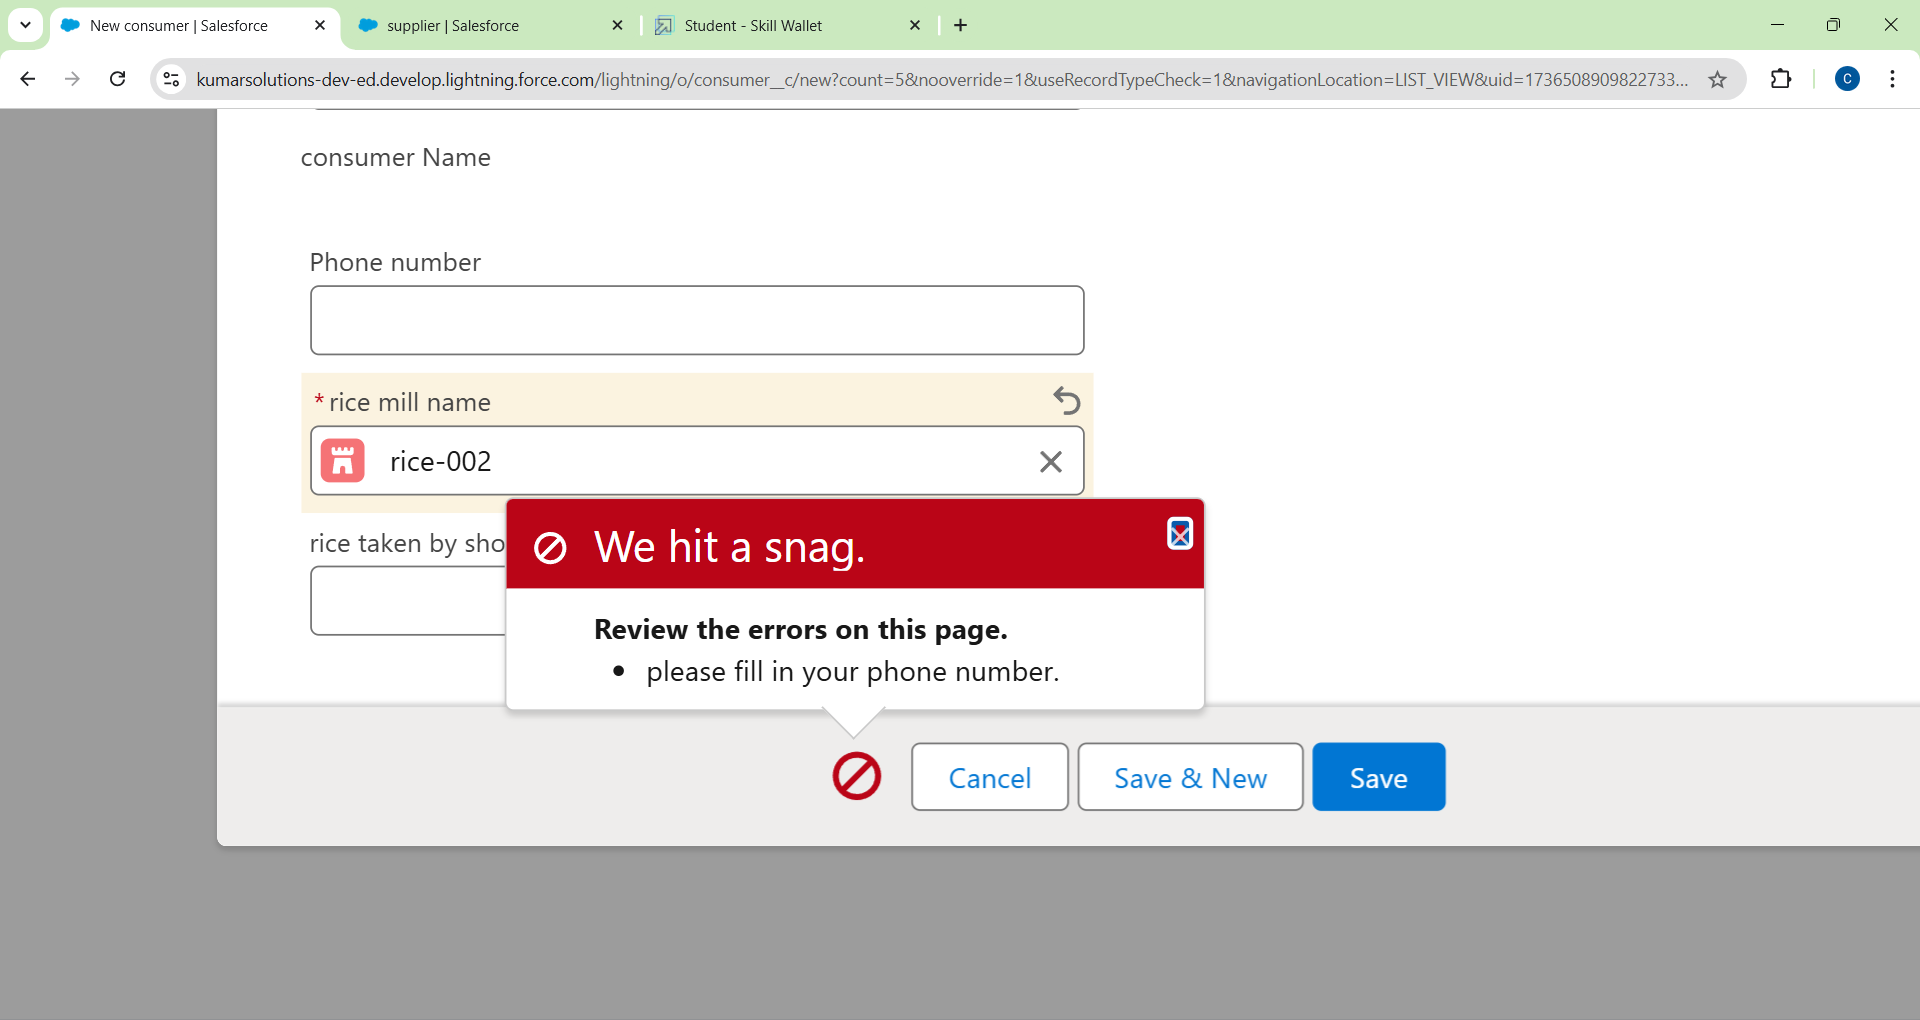 New consumer | Salesforce
supplier | Salesforce
Student - Skill Wallet
kumarsolutions-dev-ed.develop.lightning.force.com/lightning/o/consumer__c/new?count=5&nooverride=1&useRecordTypeCheck=1&navigationLocation=LIST_VIEW&uid=1736508909822733...
C
consumer Name
Phone number
* rice mill name
rice-002
rice taken by sho
We hit a snag.
Review the errors on this page.
• please fill in your phone number.
Cancel
Save & New
Save